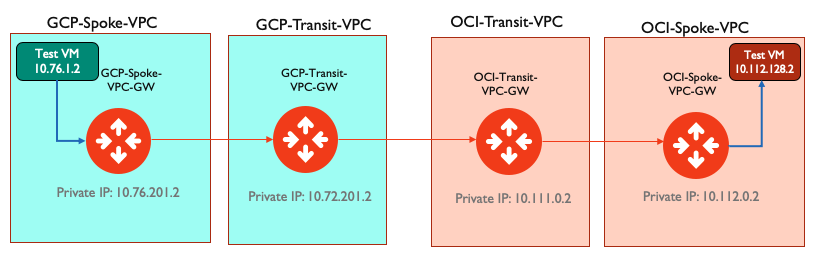 GCP-Spoke-VPC
GCP-Transit-VPC
OCI-Transit-VPC
OCI-Spoke-VPC
Test VM
10.76.1.2
GCP-Spoke-
VPC-GW
Private IP: 10.76.201.2
GCP-Transit-
VPC-GW
Private IP: 10.72.201.2
OCI-Transit-
VPC-GW
Private IP: 10.111.0.2
OCI-Spoke-
VPC-GW
Private IP: 10.112.0.2
Test VM
10.112.128.2